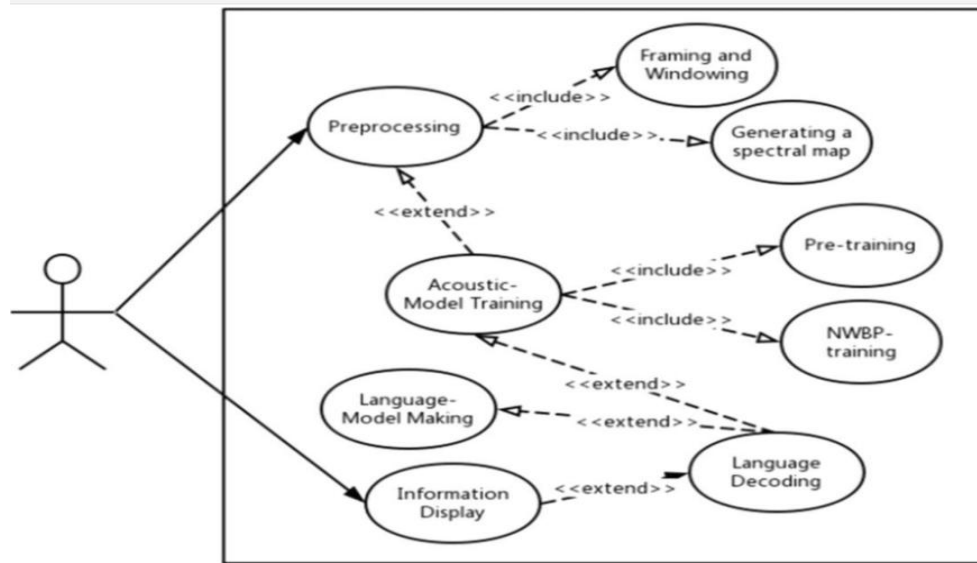 Framing and
Windowing
<<include>>
Preprocessing
<<include>>
Generating a
spectral map
<<extend>>
Pre-training
<<include>>
Acoustic-
Model Training
<<include>>
NWBP-
training
<<extend>>
Language-
Model Making
<<extend>>
Language
Decoding
<<extend>>
Information
Display